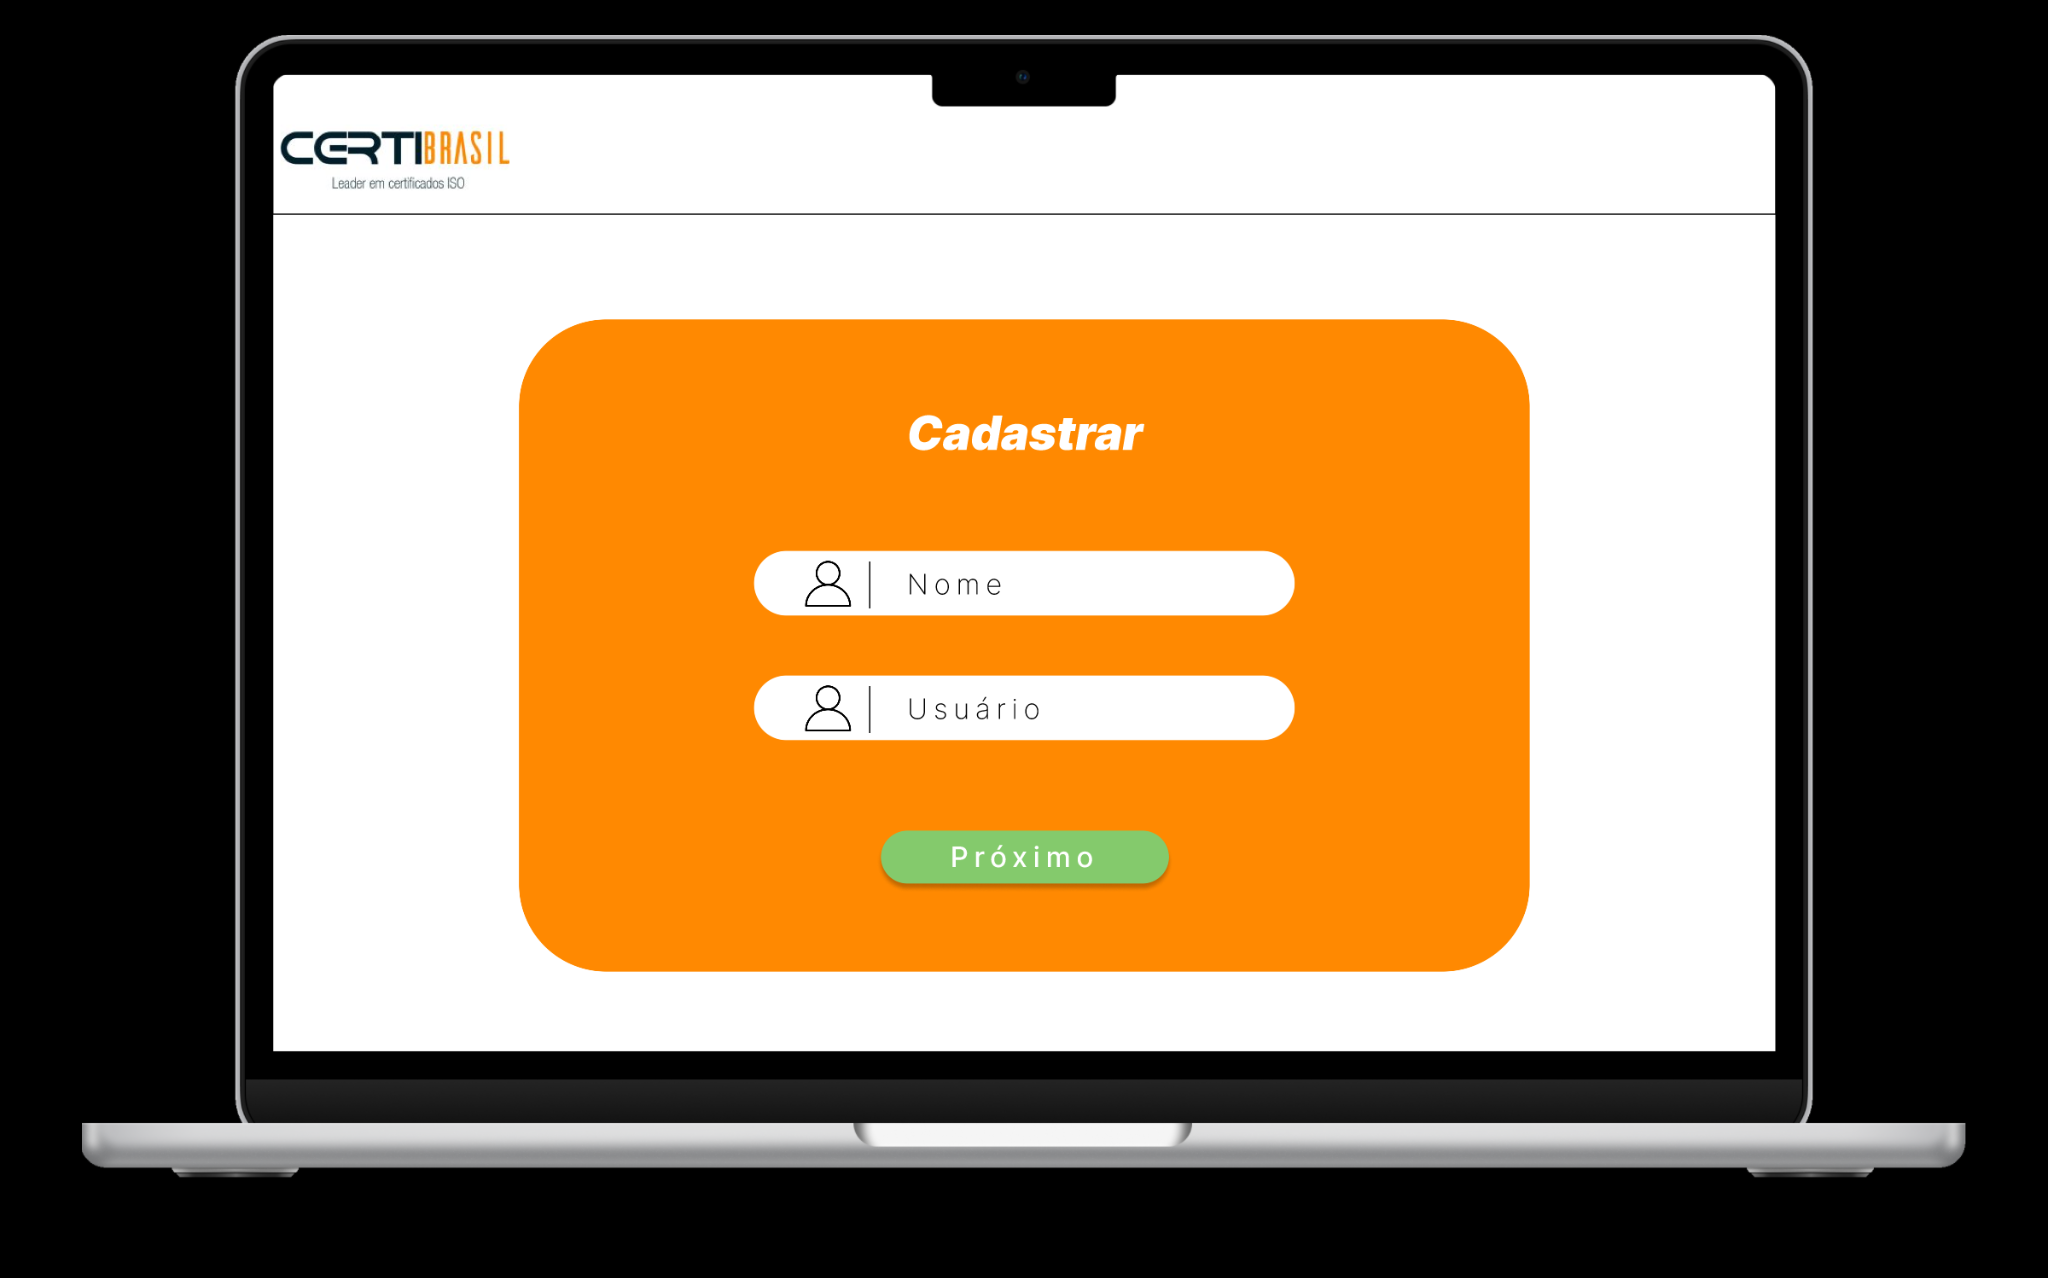 CERTIBRASIL
Leader em certificados ISO
Cadastrar
Nome
Usuário
Próximo